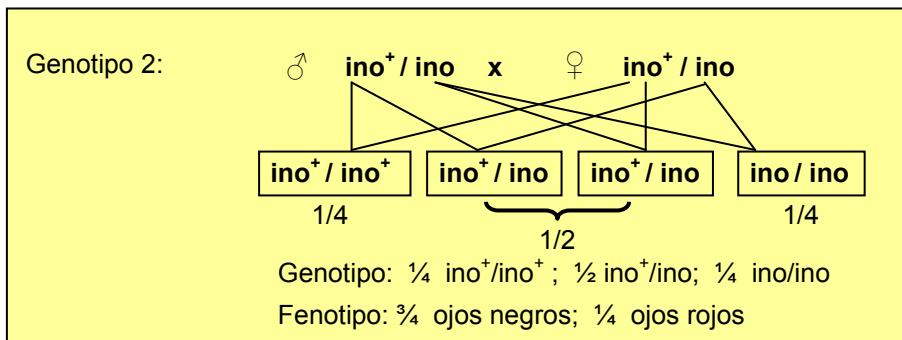 Genotipo 2: ♂ ino⁺ / ino x ♀ ino⁺ / ino
ino⁺ / ino⁺ ino⁺ / ino ino⁺ / ino ino / ino
1/4 1/4
1/2
Genotipo: ¼ ino⁺/ino⁺ ; ½ ino⁺/ino; ¼ ino/ino
Fenotipo: ¾ ojos negros; ¼ ojos rojos